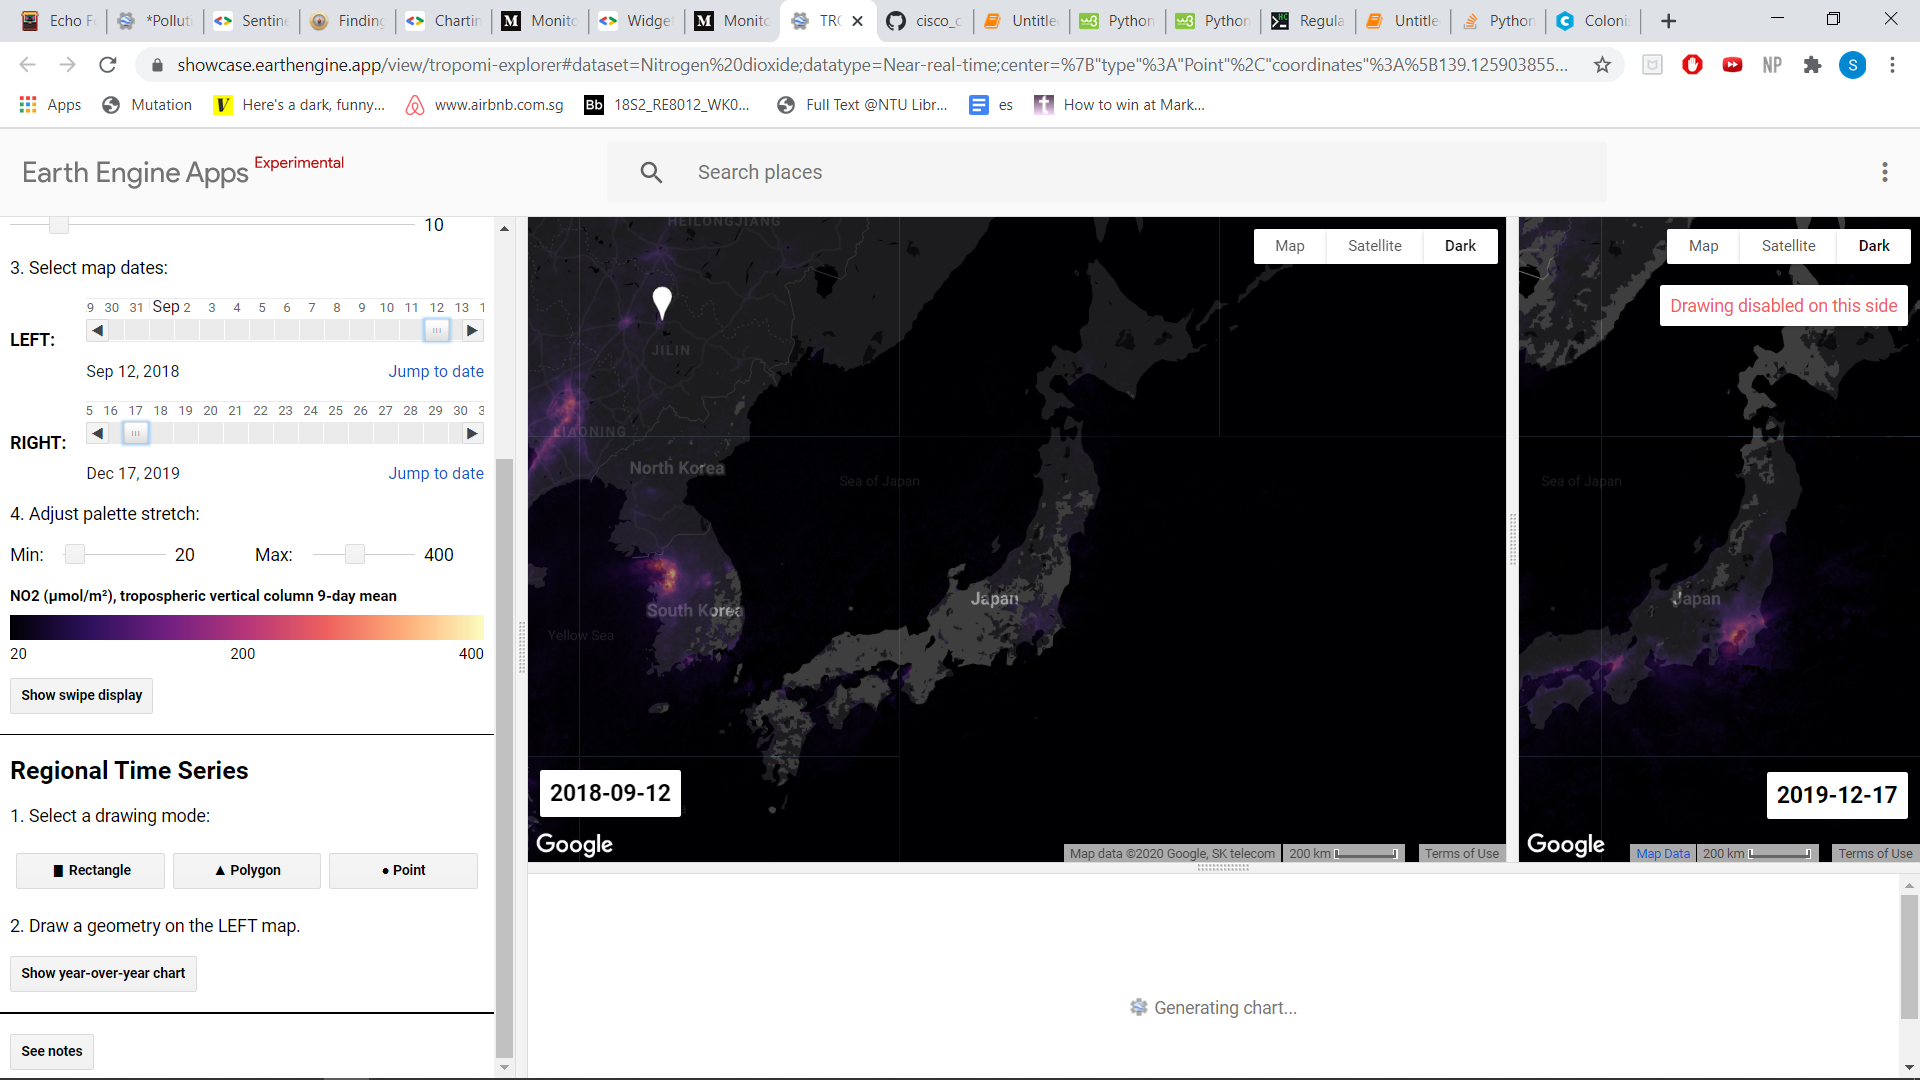 Echo F
*Pollut
Sentine
Finding
Chartin
Monito
Widge
Monito
TRO
cisco_c
Untitle
Python
Python
Regula
Untitle
Python
Coloni
showcase.earthengine.app/view/tropomi-explorer#dataset=Nitrogen%20dioxide;datatype=Near-real-time;center=%7B"type"%3A"Point"%2C"coordinates"%3A%5B139.125903855...
NP
S
Apps
Mutation
Here's a dark, funny...
www.airbnb.com.sg
Bb 18S2_RE8012_WK0...
Full Text @NTU Libr...
es
How to win at Mark...
Earth Engine Apps Experimental
Search places
10
3. Select map dates:
9 30 31 Sep 2 3 4 5 6 7 8 9 10 11 12 13 1
LEFT:
Sep 12, 2018 Jump to date
5 16 17 18 19 20 21 22 23 24 25 26 27 28 29 30 3
RIGHT:
Dec 17, 2019 Jump to date
4. Adjust palette stretch:
Min: 20 Max: 400
NO2 (µmol/m²), tropospheric vertical column 9-day mean
20 200 400
Show swipe display
Regional Time Series
1. Select a drawing mode:
Rectangle
Polygon
Point
2. Draw a geometry on the LEFT map.
Show year-over-year chart
See notes
HEILONGJIANG
Map Satellite Dark
JILIN
LIAONING
North Korea
Sea of Japan
South Korea
Japan
Yellow Sea
2018-09-12
Google
Map data ©2020 Google, SK telecom 200 km Terms of Use
Map Satellite Dark
Drawing disabled on this side
Sea of Japan
Japan
2019-12-17
Google
Map Data 200 km Terms of Use
Generating chart...